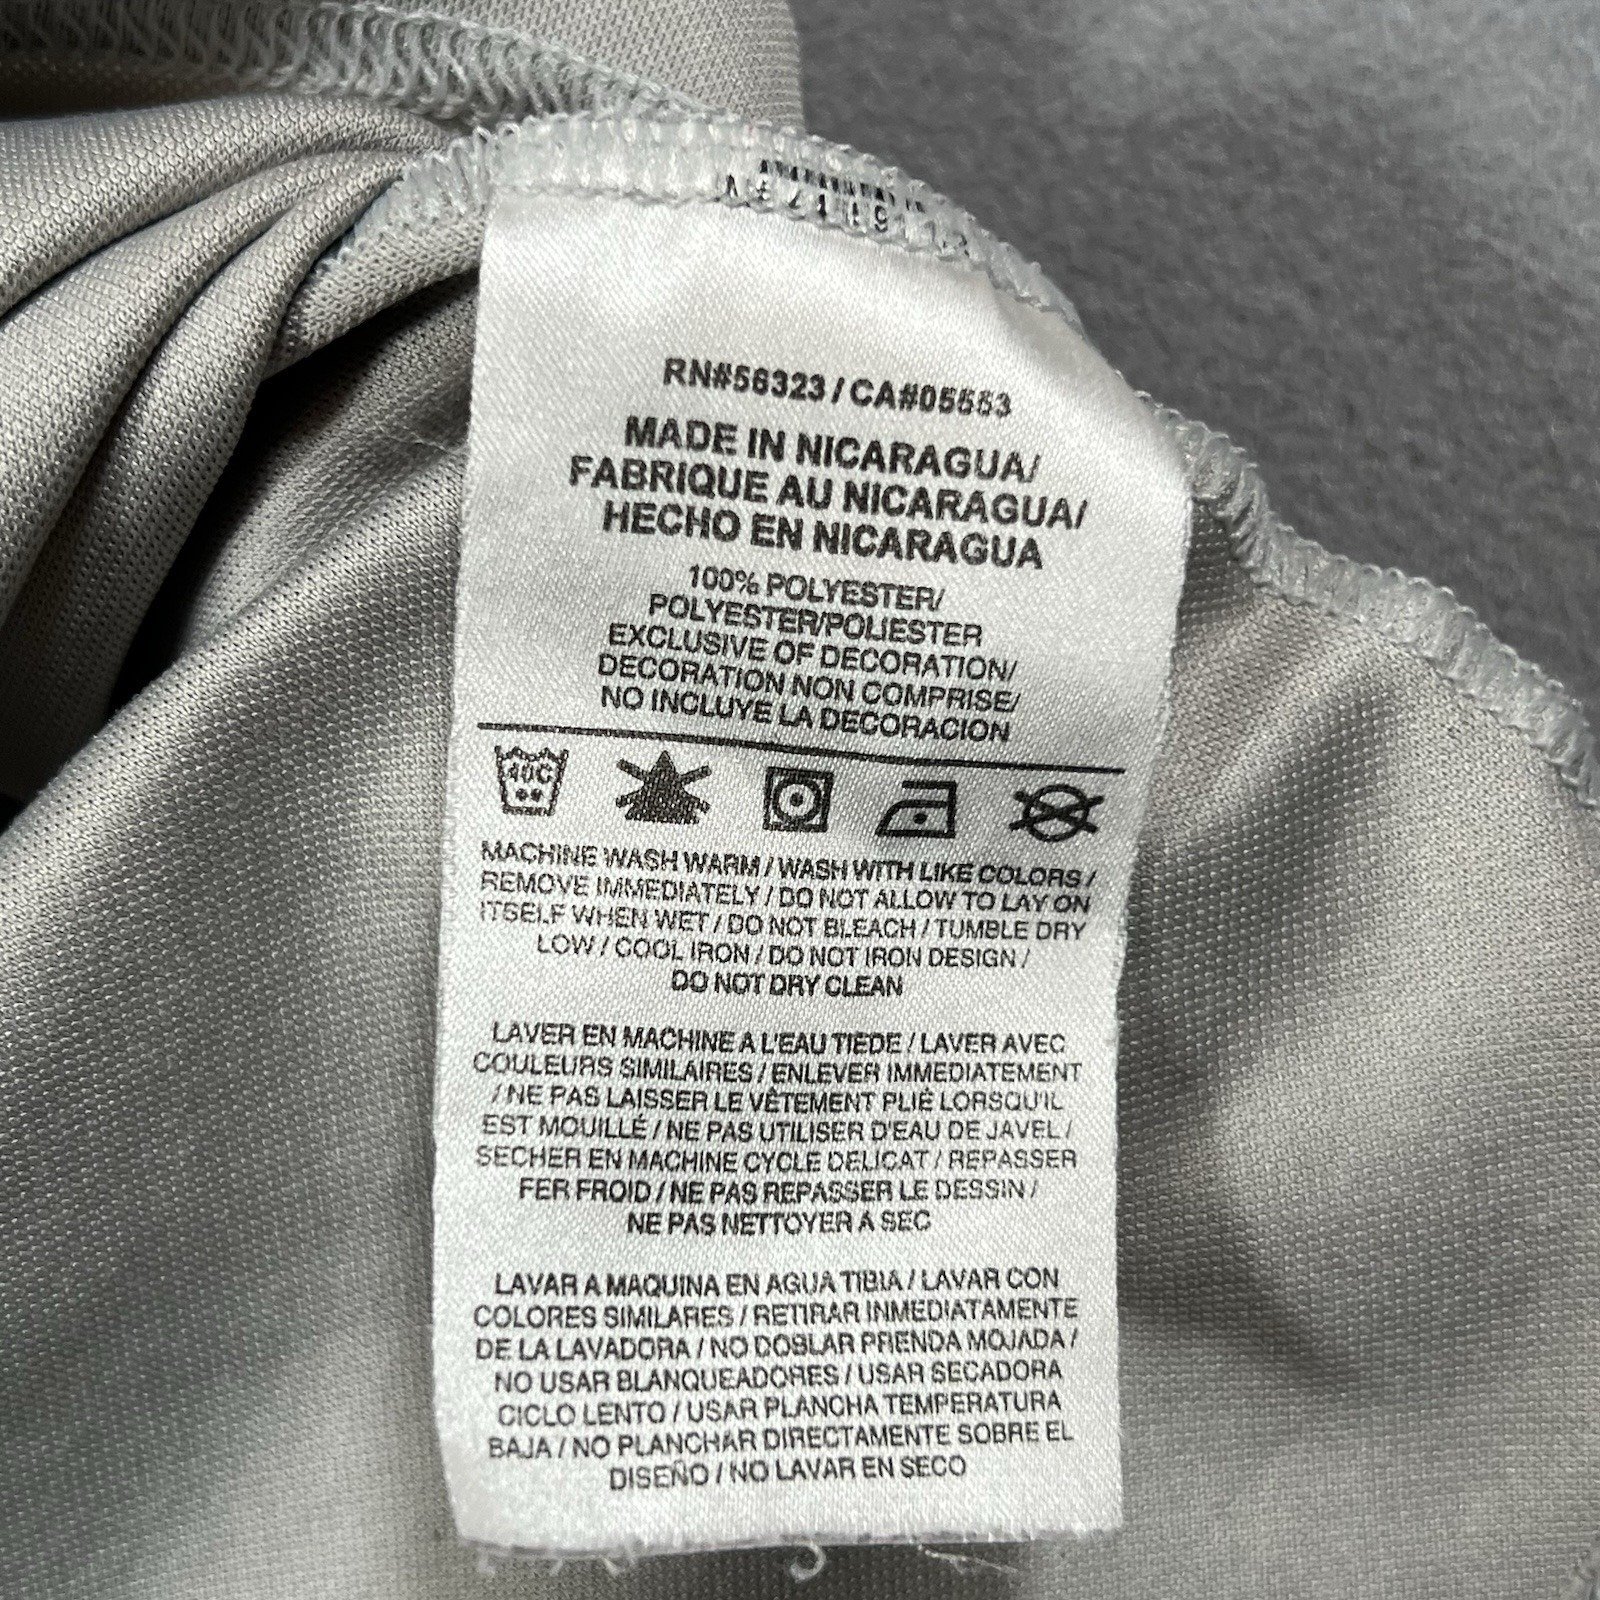 RN#56323 / CA#05553
MADE IN NICARAGUA/
FABRIQUE AU NICARAGUA/
HECHO EN NICARAGUA
100% POLYESTER/
POLYESTER/POLIESTER
EXCLUSIVE OF DECORATION/
DECORATION NON COMPRISE/
NO INCLUYE LA DECORACION
40C
MACHINE WASH WARM / WASH WITH LIKE COLORS /
REMOVE IMMEDIATELY / DO NOT ALLOW TO LAY ON
ITSELF WHEN WET / DO NOT BLEACH / TUMBLE DRY
LOW / COOL IRON / DO NOT IRON DESIGN /
DO NOT DRY CLEAN
LAVER EN MACHINE A L'EAU TIEDE / LAVER AVEC
COULEURS SIMILAIRES / ENLEVER IMMEDIATEMENT
/ NE PAS LAISSER LE VÊTEMENT PLIÉ LORSQU'IL
EST MOUILLÉ / NE PAS UTILISER D'EAU DE JAVEL /
SECHER EN MACHINE CYCLE DELICAT / REPASSER
FER FROID / NE PAS REPASSER LE DESSIN /
NE PAS NETTOYER A SEC
LAVAR A MAQUINA EN AGUA TIBIA / LAVAR CON
COLORES SIMILARES / RETIRAR INMEDIATAMENTE
DE LA LAVADORA / NO DOBLAR PRENDA MOJADA /
NO USAR BLANQUEADORES / USAR SECADORA
CICLO LENTO / USAR PLANCHA TEMPERATURA
BAJA / NO PLANCHAR DIRECTAMENTE SOBRE EL
DISEÑO / NO LAVAR EN SECO